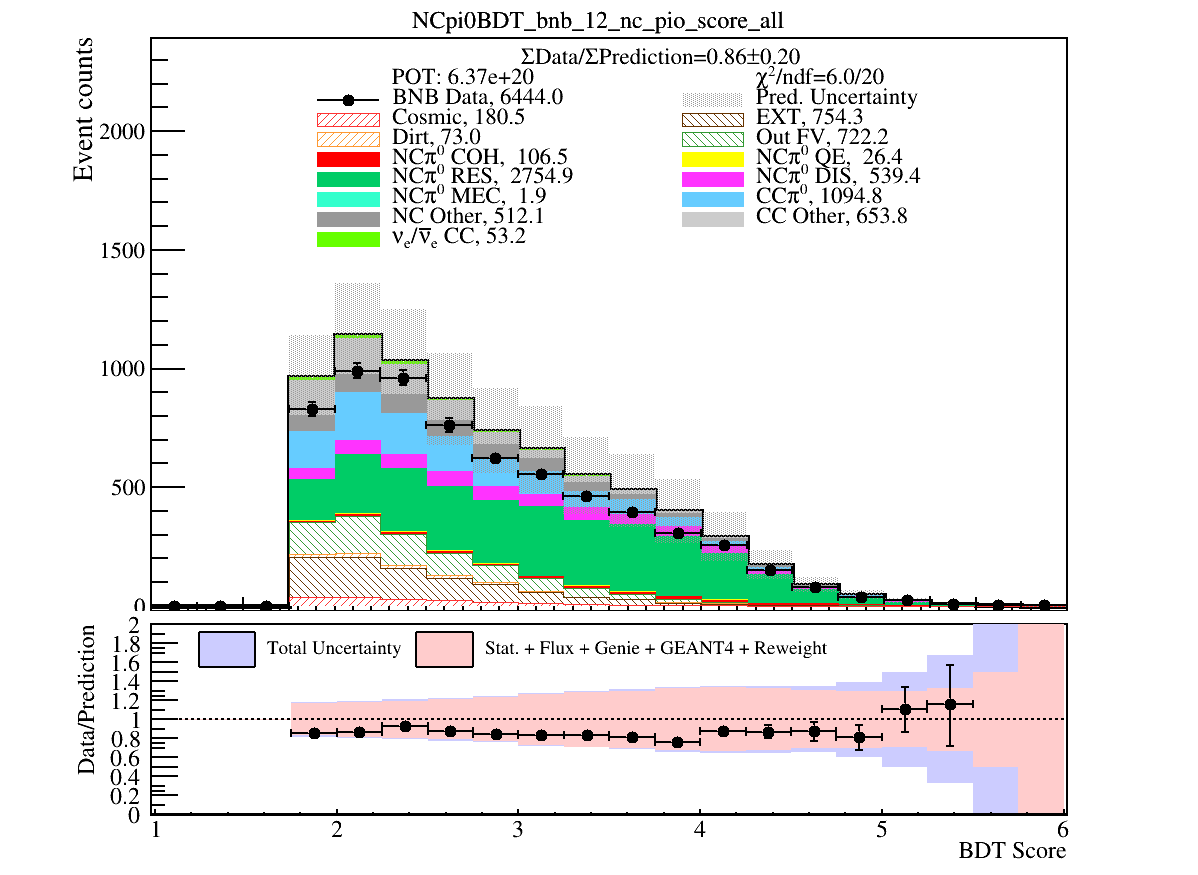 NCpi0BDT_bnb_12_nc_pio_score_all
ΣData/ΣPrediction=0.86±0.20
POT: 6.37e+20 χ²/ndf=6.0/20
BNB Data, 6444.0 Pred. Uncertainty
Cosmic, 180.5 EXT, 754.3
Dirt, 73.0 Out FV, 722.2
NCπ⁰ COH, 106.5 NCπ⁰ QE, 26.4
NCπ⁰ RES, 2754.9 NCπ⁰ DIS, 539.4
NCπ⁰ MEC, 1.9 CCπ⁰, 1094.8
NC Other, 512.1 CC Other, 653.8
νₑ/ν̅ₑ CC, 53.2
Event counts
2000
1500
1000
500
0
Total Uncertainty Stat. + Flux + Genie + GEANT4 + Reweight
Data/Prediction
2
1.8
1.6
1.4
1.2
1
0.8
0.6
0.4
0.2
0
1 2 3 4 5 6
BDT Score